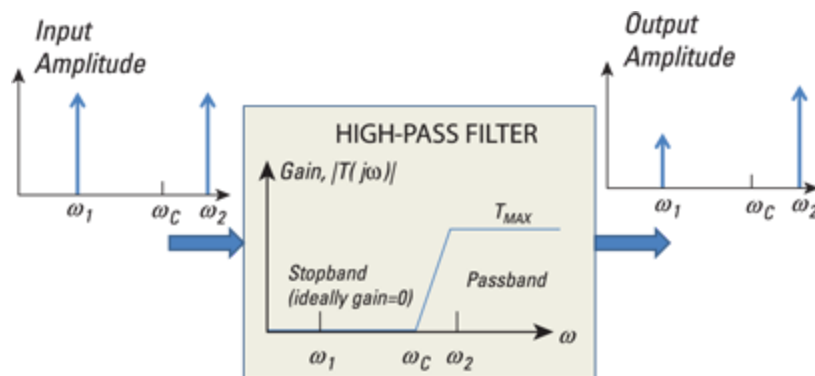 Input
Amplitude
ω1
ωC
ω2
HIGH-PASS FILTER
Gain, |T(jω)|
TMAX
Stopband
(ideally gain=0)
Passband
ω1
ωC
ω2
ω
Output
Amplitude
ω1
ωC
ω2